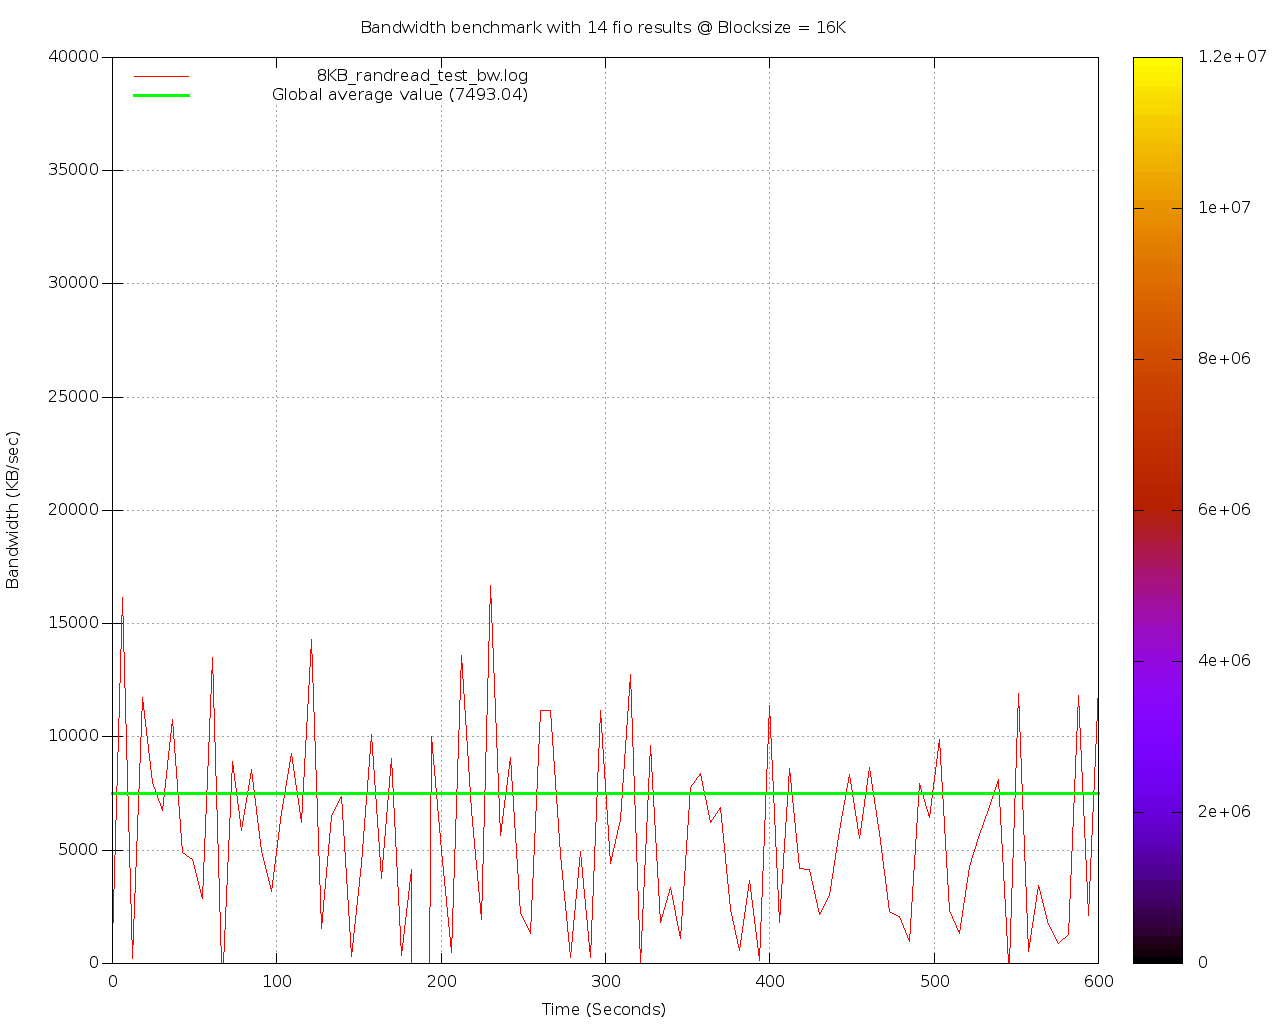 Bandwidth benchmark with 14 fio results @ Blocksize = 16K
8KB_randread_test_bw.log
Global average value (7493.04)
Bandwidth (KB/sec)
40000
35000
30000
25000
20000
15000
10000
5000
0
0 100 200 300 400 500 600
Time (Seconds)
1.2e+07
1e+07
8e+06
6e+06
4e+06
2e+06
0